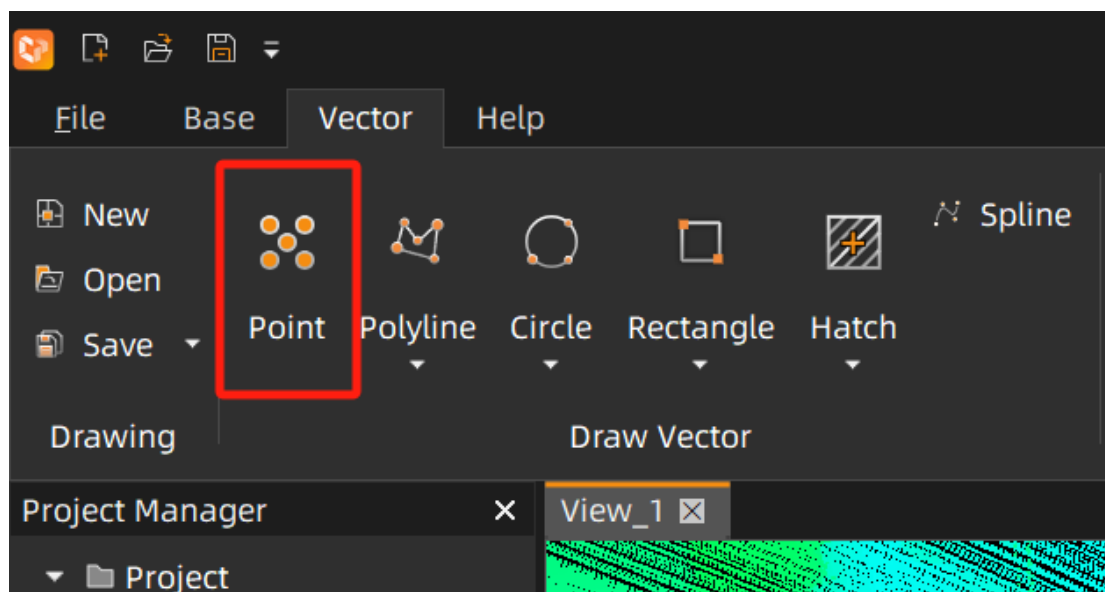 File Base Vector Help
New
Open
Save
Point Polyline Circle Rectangle Hatch
Spline
Drawing Draw Vector
Project Manager
View_1
Project